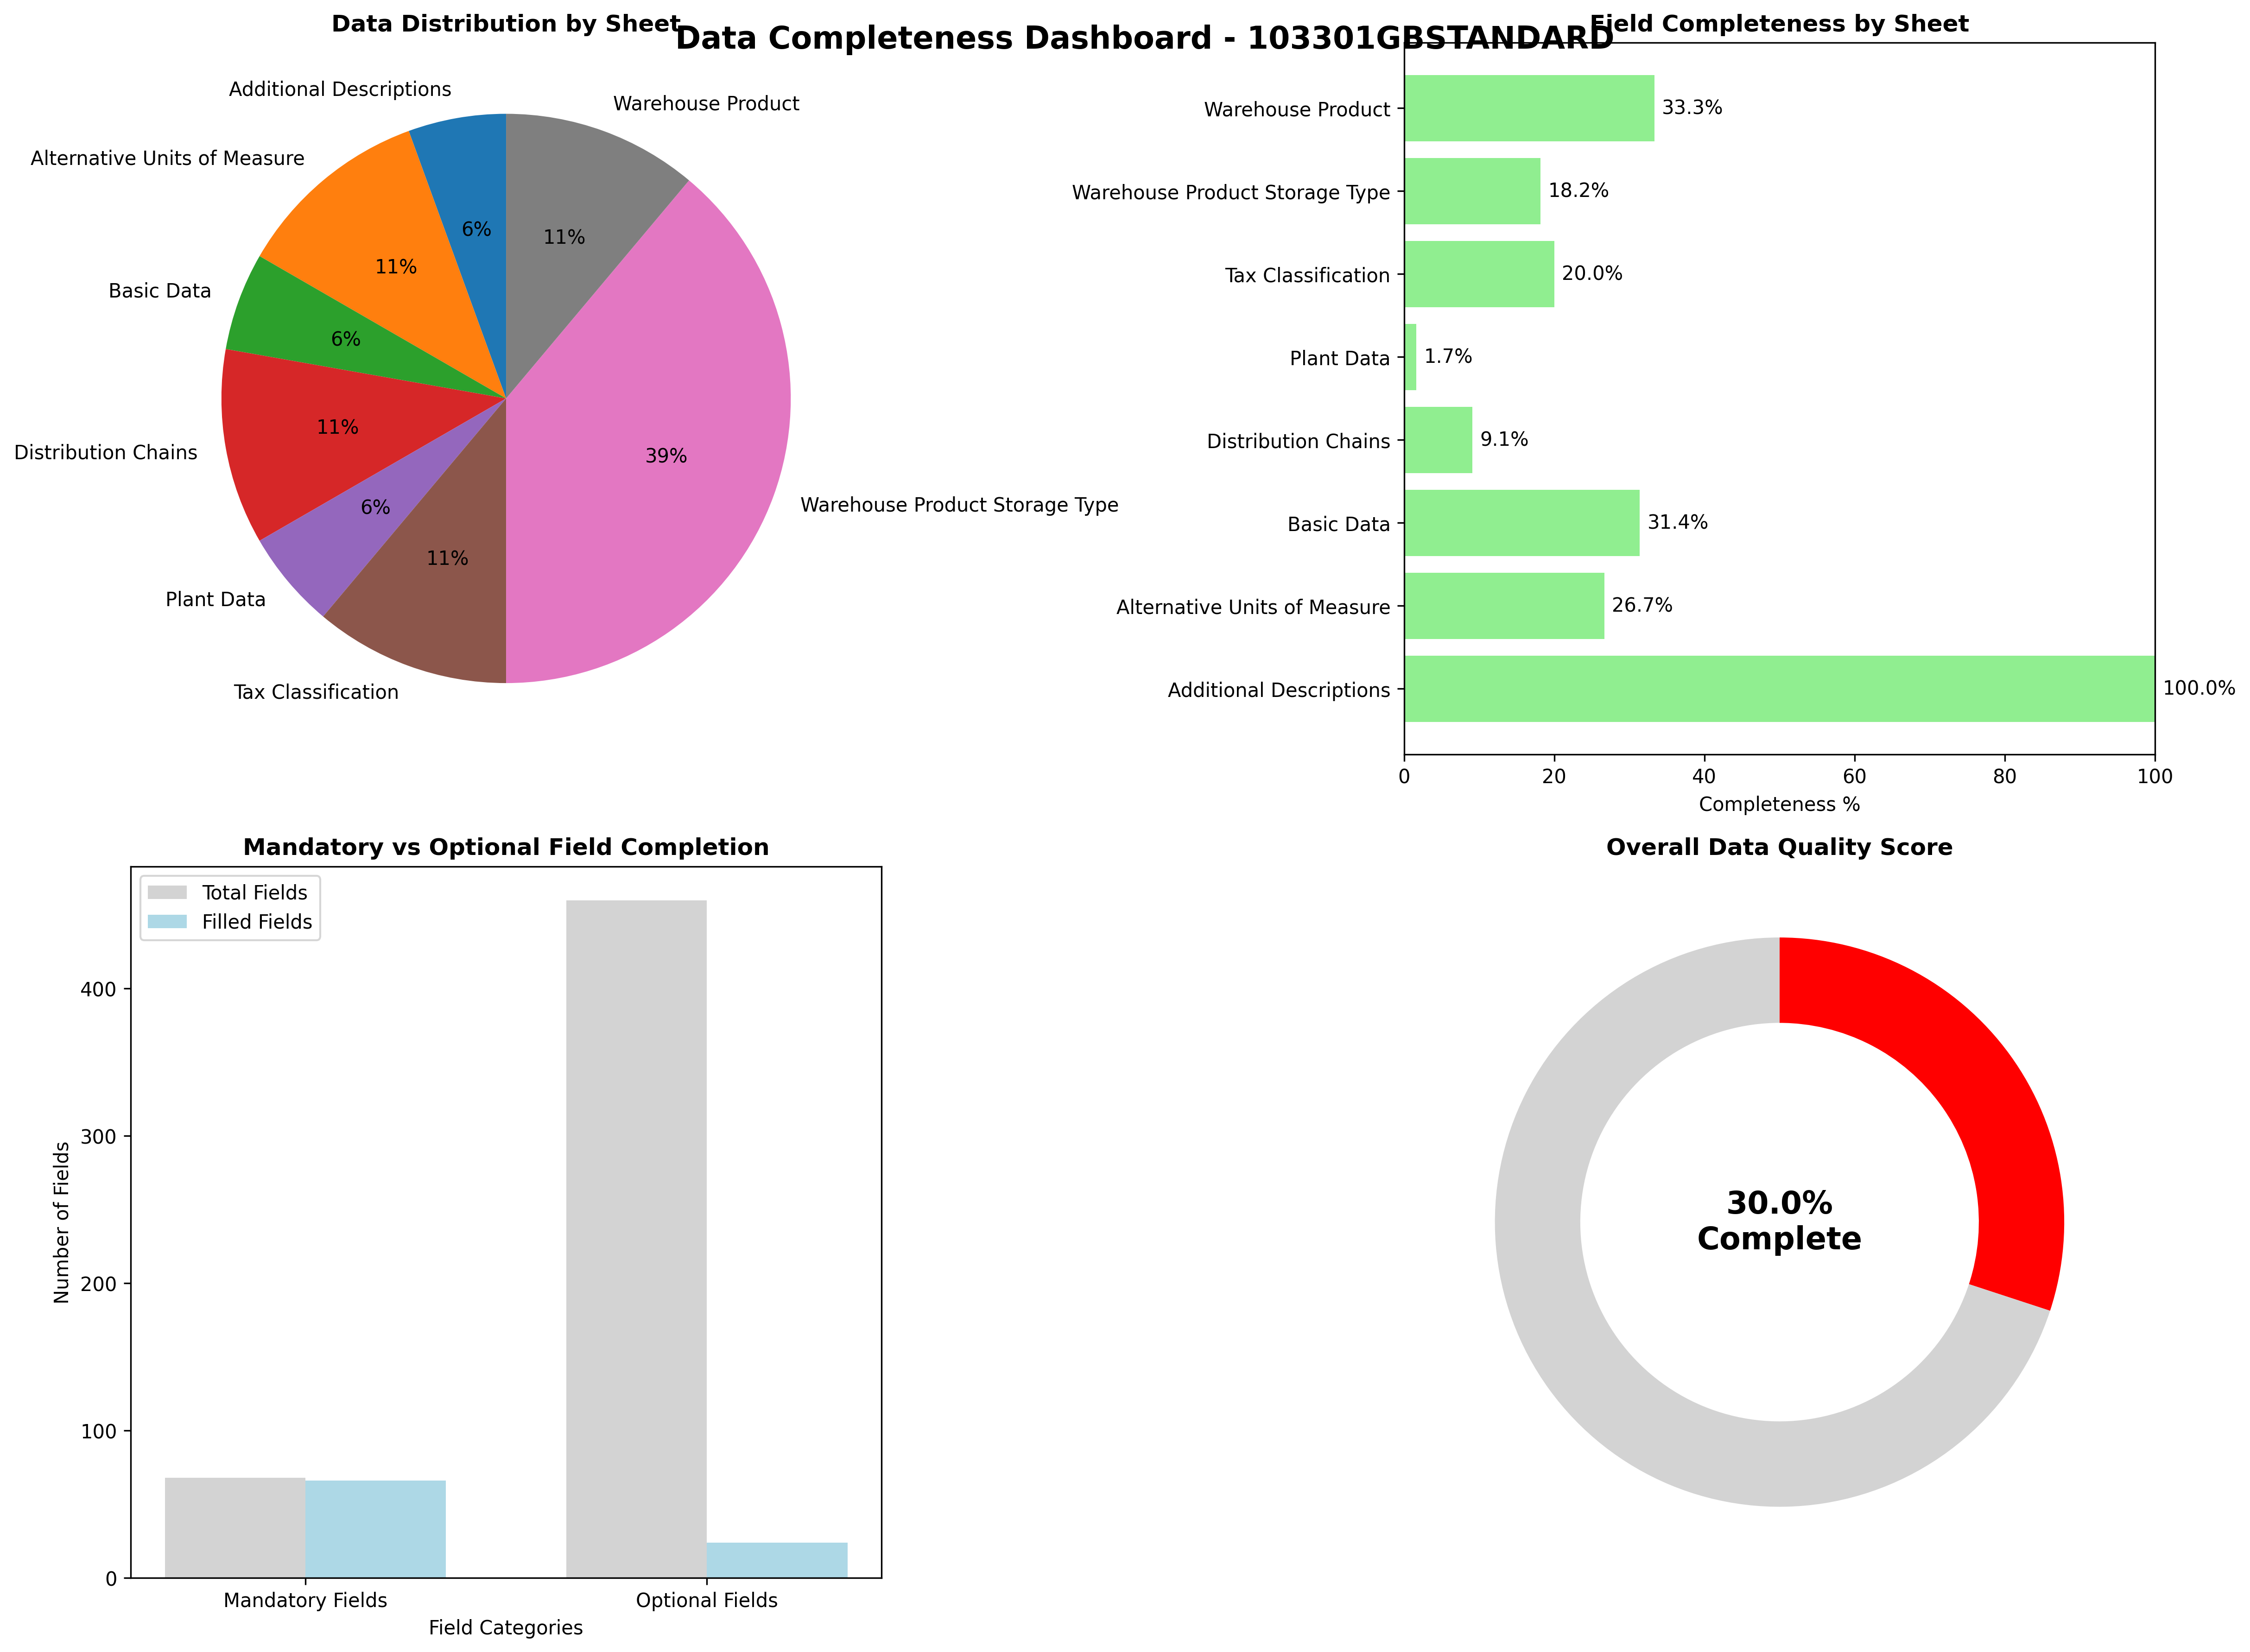 Data Completeness Dashboard - 103301GBSTANDARD
Data Distribution by Sheet
Additional Descriptions
Warehouse Product
Alternative Units of Measure
Basic Data
Distribution Chains
Plant Data
Tax Classification
Warehouse Product Storage Type
6%
11%
11%
6%
11%
6%
11%
39%
Field Completeness by Sheet
Warehouse Product
33.3%
Warehouse Product Storage Type
18.2%
Tax Classification
20.0%
Plant Data
1.7%
Distribution Chains
9.1%
Basic Data
31.4%
Alternative Units of Measure
26.7%
Additional Descriptions
100.0%
0 20 40 60 80 100
Completeness %
Mandatory vs Optional Field Completion
Total Fields
Filled Fields
400
300
200
100
0
Number of Fields
Mandatory Fields Optional Fields
Field Categories
Overall Data Quality Score
30.0%
Complete